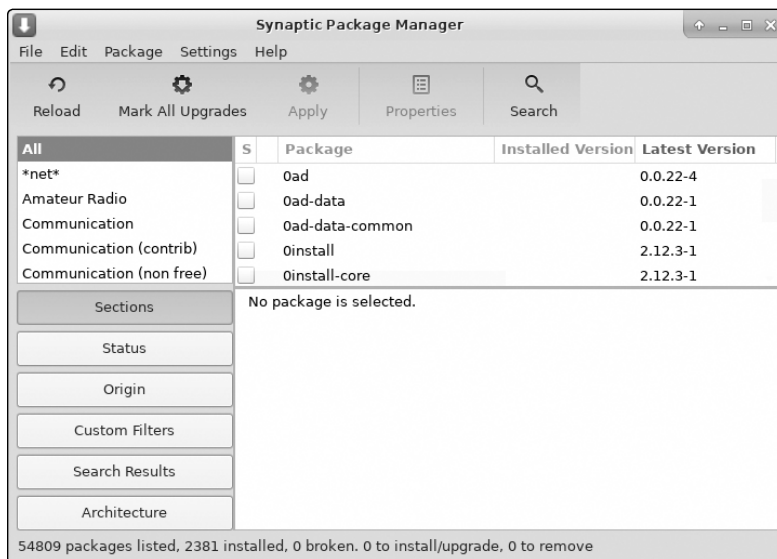 Synaptic Package Manager
File Edit Package Settings Help
Reload Mark All Upgrades Apply Properties Search
All
*net*
Amateur Radio
Communication
Communication (contrib)
Communication (non free)
S Package Installed Version Latest Version
0ad 0.0.22-4
0ad-data 0.0.22-1
0ad-data-common 0.0.22-1
0install 2.12.3-1
0install-core 2.12.3-1
Sections
Status
Origin
Custom Filters
Search Results
Architecture
No package is selected.
54809 packages listed, 2381 installed, 0 broken. 0 to install/upgrade, 0 to remove